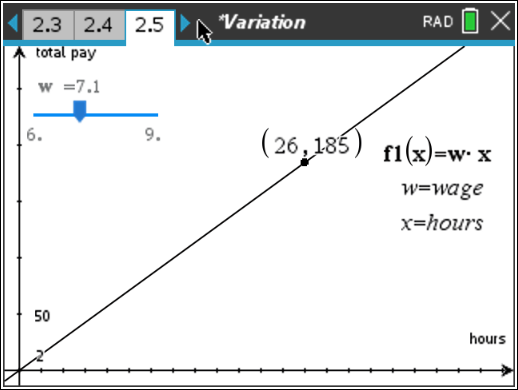 2.3 2.4 2.5 *Variation RAD
total pay
w =7.1
6. 9.
(26,185)
f1(x)=w· x
w=wage
x=hours
50
hours
2